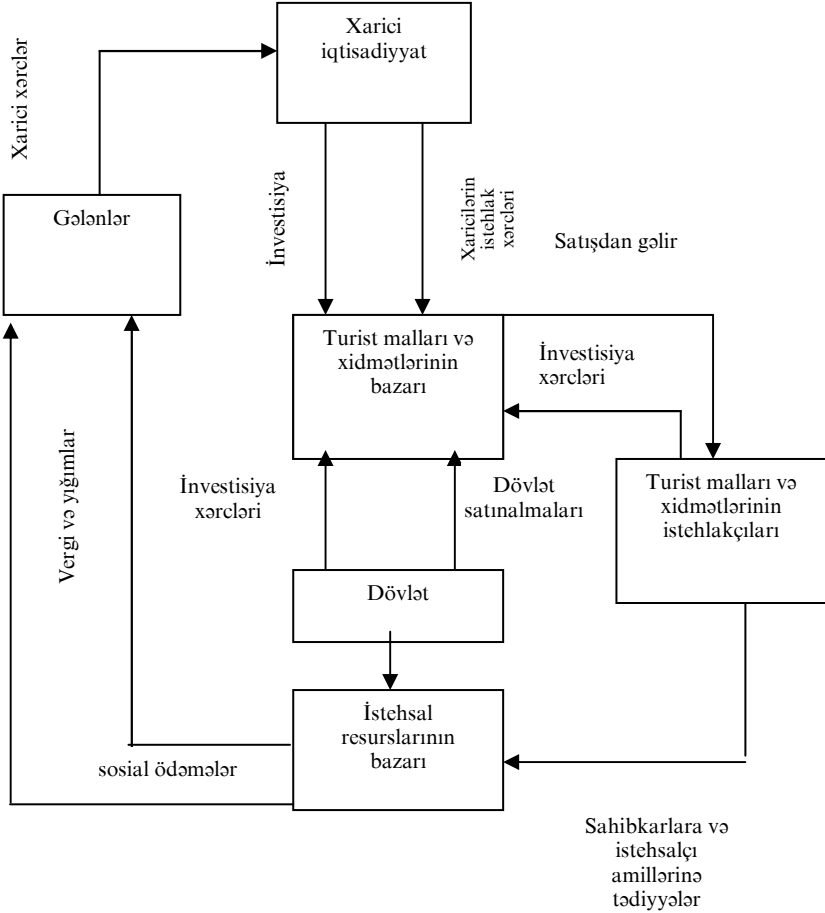 Xarici
iqtisadiyyat
Xarici xərclər
Gələnlər
İnvestisiya
Xaricilərin
istehlak
xərcləri
Satışdan gəlir
Turist malları və
xidmətlərinin
bazarı
İnvestisiya
xərcləri
Vergi və yığımlar
İnvestisiya
xərcləri
Dövlət
satınalmaları
Turist malları və
xidmətlərinin
istehlakçıları
Dövlət
İstehsal
resurslarının
bazarı
sosial ödəmələr
Sahibkarlara və
istehsalçı
amillərinə
tədiyyələr